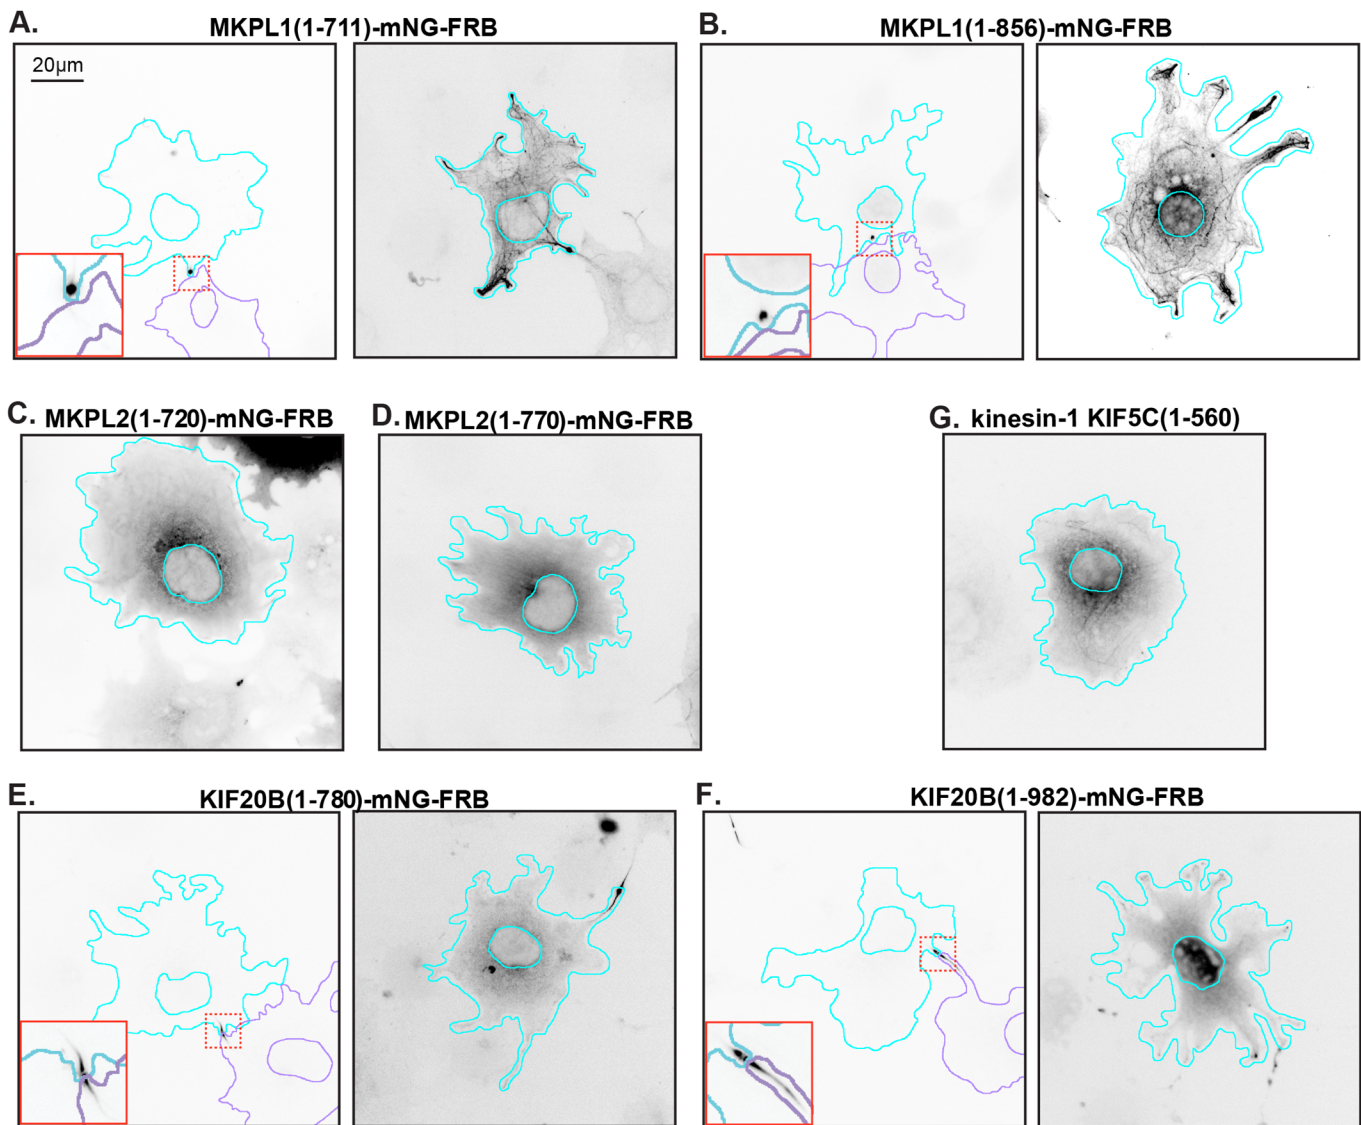 A.
MKPL1(1-711)-mNG-FRB
20µm
B.
MKPL1(1-856)-mNG-FRB
C.
MKPL2(1-720)-mNG-FRB
D.
MKPL2(1-770)-mNG-FRB
G.
kinesin-1 KIF5C(1-560)
E.
KIF20B(1-780)-mNG-FRB
F.
KIF20B(1-982)-mNG-FRB